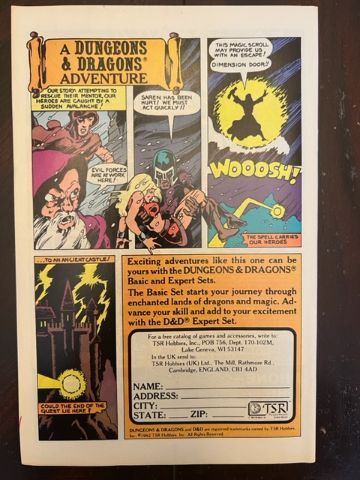 A DUNGEONS
& DRAGONS®
ADVENTURE
OUR STORY: ATTEMPTING TO
RESCUE THEIR MENTOR, OUR
HEROES ARE CAUGHT BY A
SUDDEN AVALANCHE!
EVIL FORCES
ARE AT WORK
HERE!
SAREN HAS BEEN
HURT! WE MUST
ACT QUICKLY!!
THIS MAGIC SCROLL
MAY PROVIDE US
WITH AN ESCAPE!
DIMENSION DOOR!!
WOOOSH!
THE SPELL CARRIES
OUR HEROES
...TO AN ANCIENT CASTLE!
COULD THE END OF THE
QUEST LIE HERE?
Exciting adventures like this one can be
yours with the DUNGEONS & DRAGONS®
Basic and Expert Sets.
The Basic Set starts your journey through
enchanted lands of dragons and magic. Ad-
vance your skill and add to your excitement
with the D&D® Expert Set.
For a free catalog of games and accessories, write to:
TSR Hobbies, Inc., POB 756, Dept. 170-102M,
Lake Geneva, WI 53147
In the UK send to:
TSR Hobbies (UK) Ltd., The Mill, Rathmore Rd.,
Cambridge, ENGLAND, CB1 4AD
NAME:
ADDRESS:
CITY:
STATE: ZIP:
TSR
DUNGEONS & DRAGONS and D&D are registered trademarks owned by TSR Hobbies,
Inc. ©1982 TSR Hobbies, Inc. All Rights Reserved.